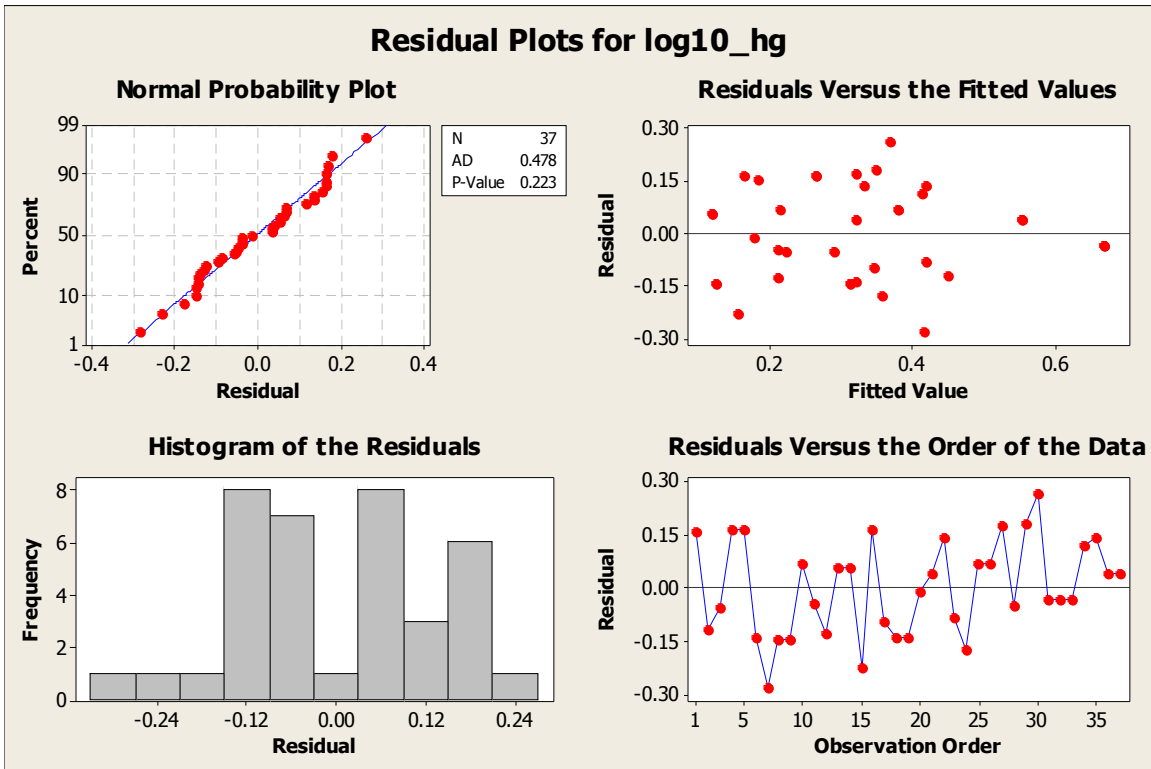 Residual Plots for log10_hg
Normal Probability Plot
99
90
50
10
1
Percent
-0.4 -0.2 0.0 0.2 0.4
Residual
N 37
AD 0.478
P-Value 0.223
Residuals Versus the Fitted Values
0.30
0.15
0.00
-0.15
-0.30
Residual
0.2 0.4 0.6
Fitted Value
Histogram of the Residuals
8
6
4
2
0
Frequency
-0.24 -0.12 0.00 0.12 0.24
Residual
Residuals Versus the Order of the Data
0.30
0.15
0.00
-0.15
-0.30
Residual
1 5 10 15 20 25 30 35
Observation Order